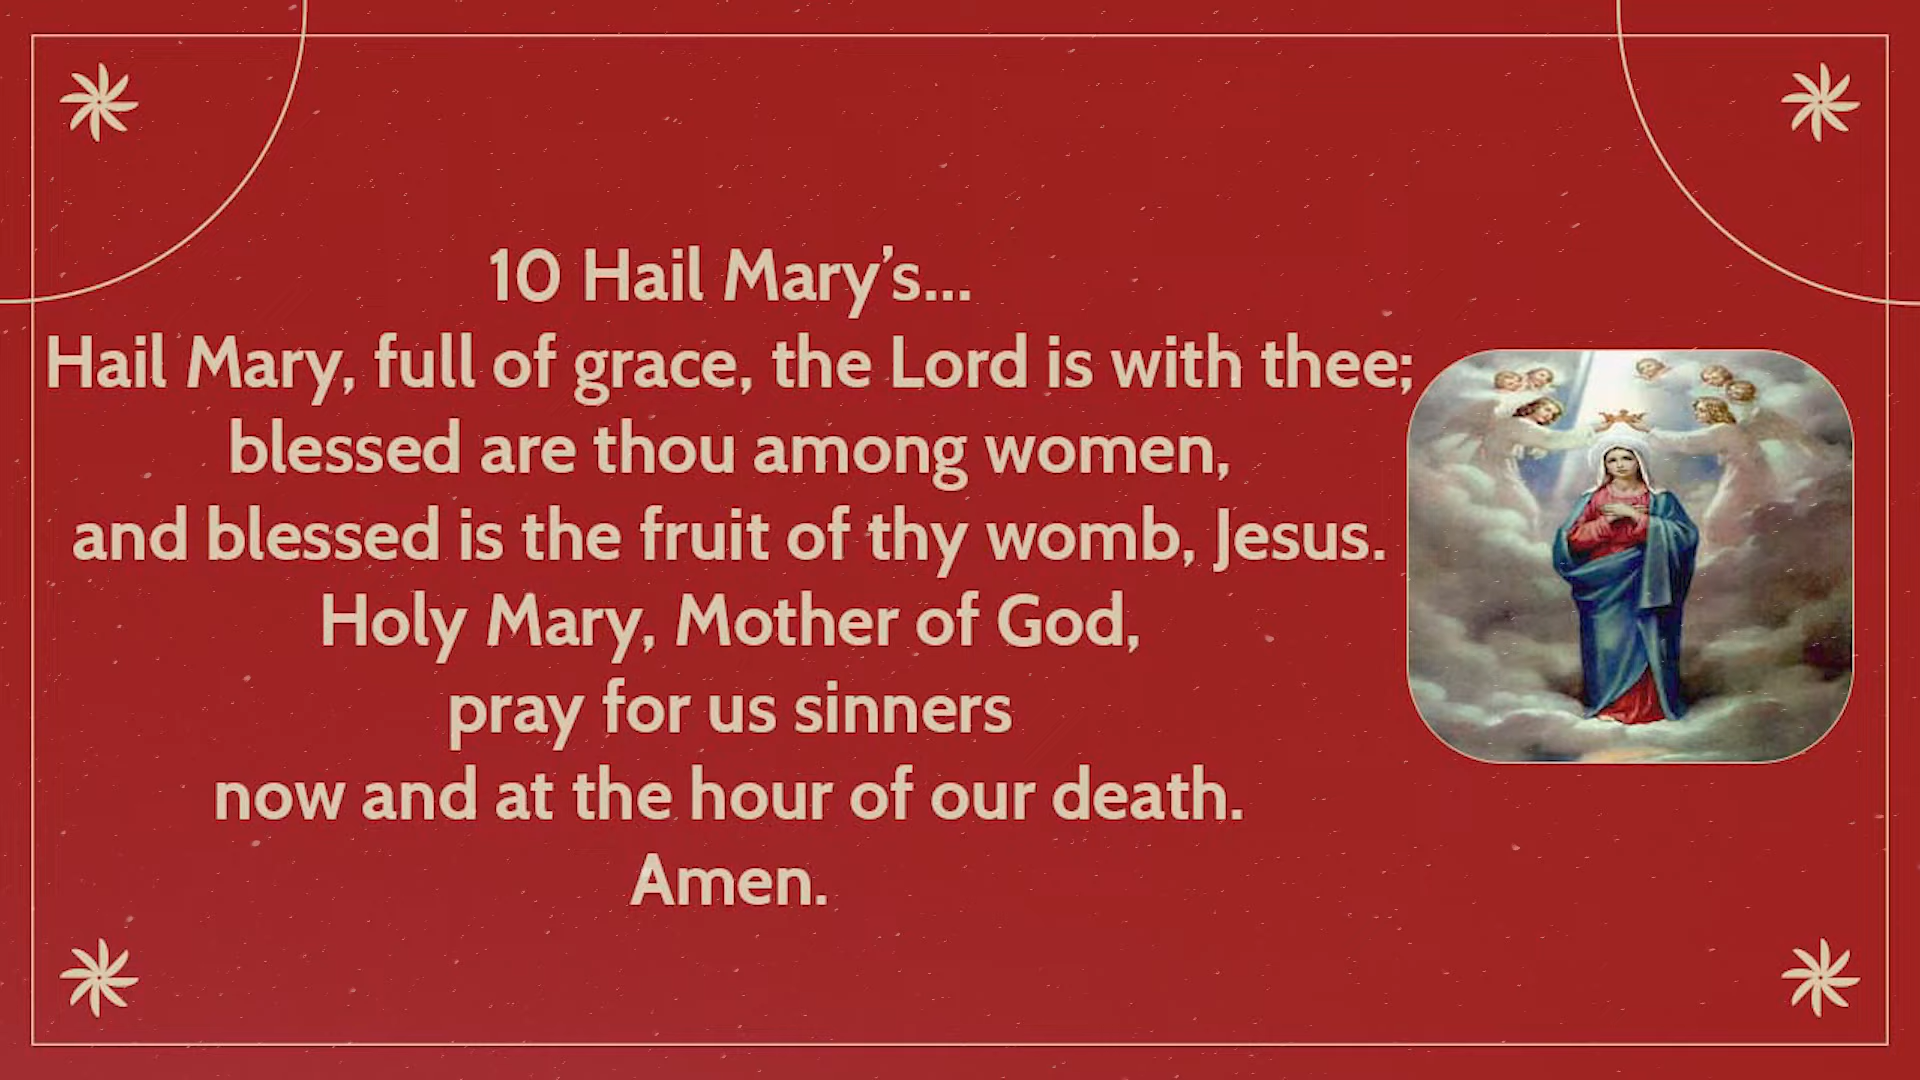 10 Hail Mary’s...
Hail Mary, full of grace, the Lord is with thee;
blessed are thou among women,
and blessed is the fruit of thy womb, Jesus.
Holy Mary, Mother of God,
pray for us sinners
now and at the hour of our death.
Amen.